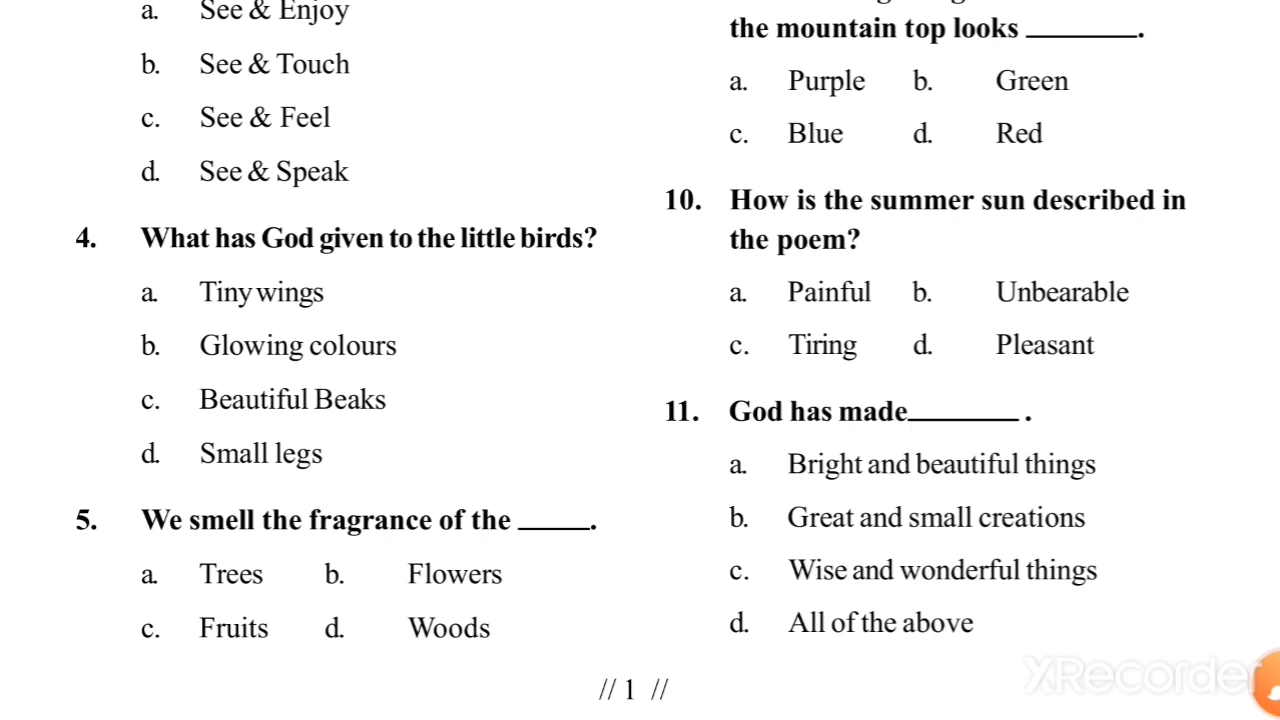 a. See & Enjoy
b. See & Touch
c. See & Feel
d. See & Speak
4. What has God given to the little birds?
a. Tiny wings
b. Glowing colours
c. Beautiful Beaks
d. Small legs
5. We smell the fragrance of the _____.
a. Trees b. Flowers
c. Fruits d. Woods
the mountain top looks ________.
a. Purple b. Green
c. Blue d. Red
10. How is the summer sun described in
the poem?
a. Painful b. Unbearable
c. Tiring d. Pleasant
11. God has made________.
a. Bright and beautiful things
b. Great and small creations
c. Wise and wonderful things
d. All of the above
// 1 //
XRecorder